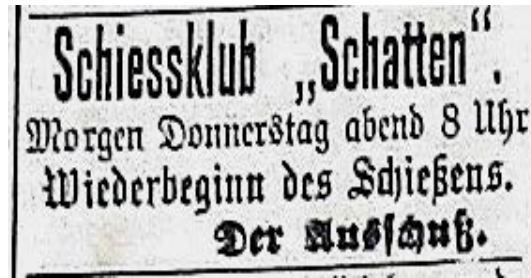 Schiessklub „Schatten“.
Morgen Donnerstag abend 8 Uhr
Wiederbeginn des Schießens.
Der Ausschuß.